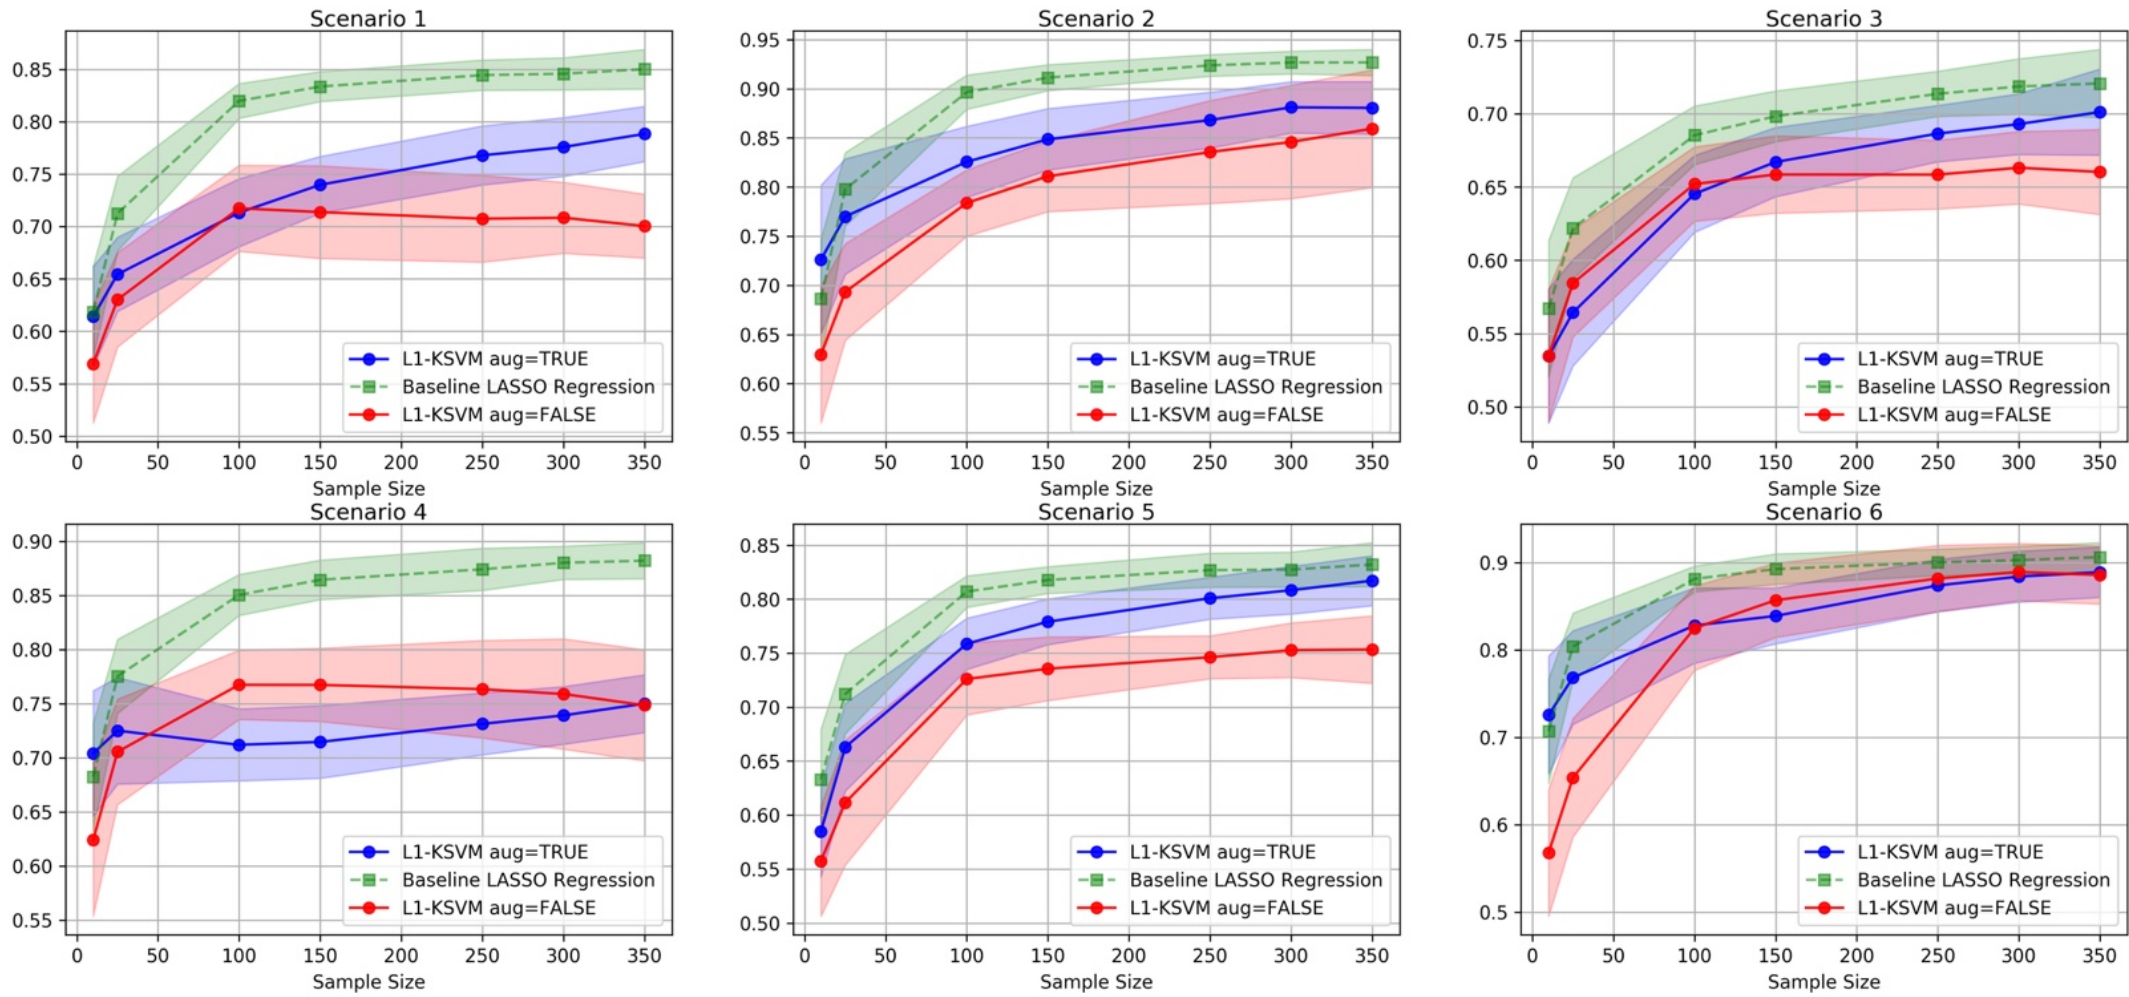 Scenario 1
0.85
0.80
0.75
0.70
0.65
0.60
0.55
0.50
L1-KSVM aug=TRUE
Baseline LASSO Regression
L1-KSVM aug=FALSE
0 50 100 150 200 250 300 350
Sample Size
Scenario 2
0.95
0.90
0.85
0.80
0.75
0.70
0.65
0.60
0.55
L1-KSVM aug=TRUE
Baseline LASSO Regression
L1-KSVM aug=FALSE
0 50 100 150 200 250 300 350
Sample Size
Scenario 3
0.75
0.70
0.65
0.60
0.55
0.50
L1-KSVM aug=TRUE
Baseline LASSO Regression
L1-KSVM aug=FALSE
0 50 100 150 200 250 300 350
Sample Size
Scenario 4
0.90
0.85
0.80
0.75
0.70
0.65
0.60
0.55
L1-KSVM aug=TRUE
Baseline LASSO Regression
L1-KSVM aug=FALSE
0 50 100 150 200 250 300 350
Sample Size
Scenario 5
0.85
0.80
0.75
0.70
0.65
0.60
0.55
0.50
L1-KSVM aug=TRUE
Baseline LASSO Regression
L1-KSVM aug=FALSE
0 50 100 150 200 250 300 350
Sample Size
Scenario 6
0.9
0.8
0.7
0.6
0.5
L1-KSVM aug=TRUE
Baseline LASSO Regression
L1-KSVM aug=FALSE
0 50 100 150 200 250 300 350
Sample Size